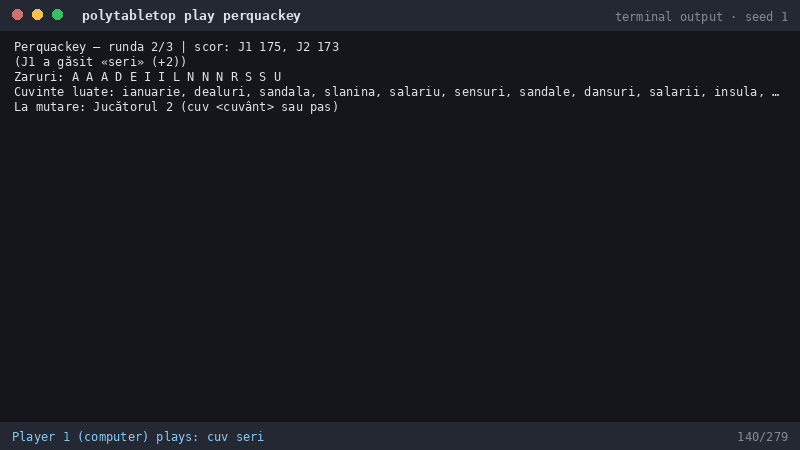 polytabletop play perquackey
terminal output · seed 1
Perquackey — runda 2/3 | scor: J1 175, J2 173
(J1 a găsit «seri» (+2))
Zaruri: A A A D E I I L N N N R S S U
Cuvinte luate: ianuarie, dealuri, sandala, slanina, salariu, sensuri, sandale, dansuri, salarii, insula, …
La mutare: Jucătorul 2 (cuv <cuvânt> sau pas)
Player 1 (computer) plays: cuv seri
140/279